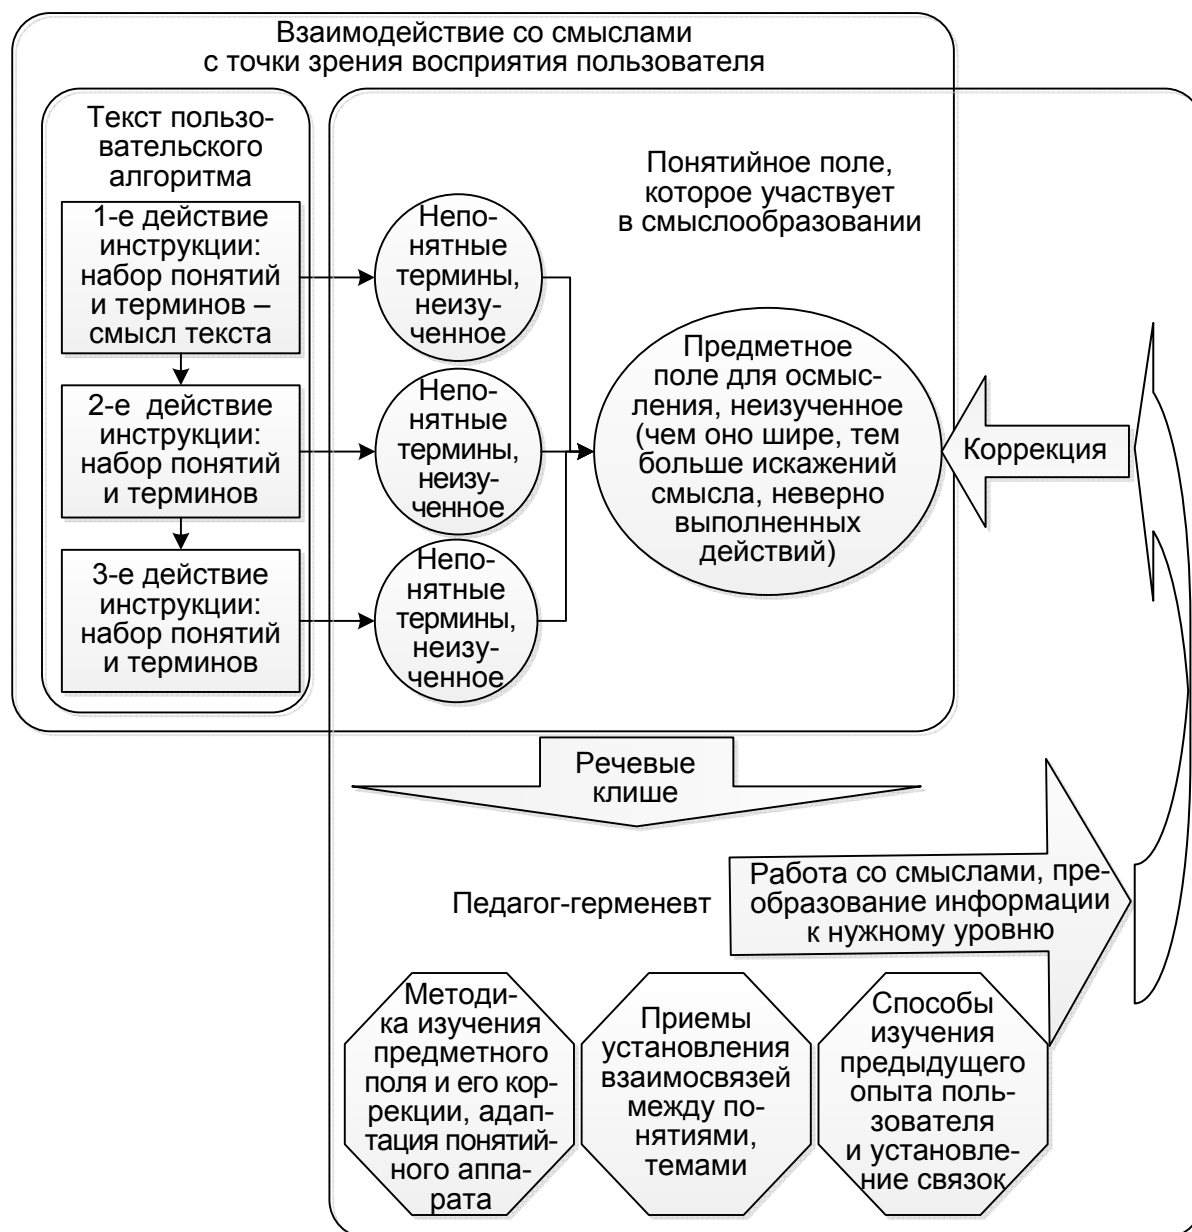 Взаимодействие со смыслами
с точки зрения восприятия пользователя
Текст пользо-
вательского
алгоритма
1-е действие
инструкции:
набор понятий
и терминов –
смысл текста
2-е действие
инструкции:
набор понятий
и терминов
3-е действие
инструкции:
набор понятий
и терминов
Непо-
нятные
термины,
неизу-
ченное
Непо-
нятные
термины,
неизу-
ченное
Непо-
нятные
термины,
неизу-
ченное
Понятийное поле,
которое участвует
в смыслообразовании
Предметное
поле для осмыс-
ления, неизученное
(чем оно шире, тем
больше искажений
смысла, неверно
выполненных
действий)
Коррекция
Речевые
клише
Педагог-герменевт
Работа со смыслами, пре-
образование информации
к нужному уровню
Методи-
ка изучения
предметного
поля и его кор-
рекции, адап-
тация понятий-
ного аппа-
рата
Приемы
установления
взаимосвязей
между по-
нятиями,
темами
Способы
изучения
предыдущего
опыта поль-
зователя
и установле-
ние связок